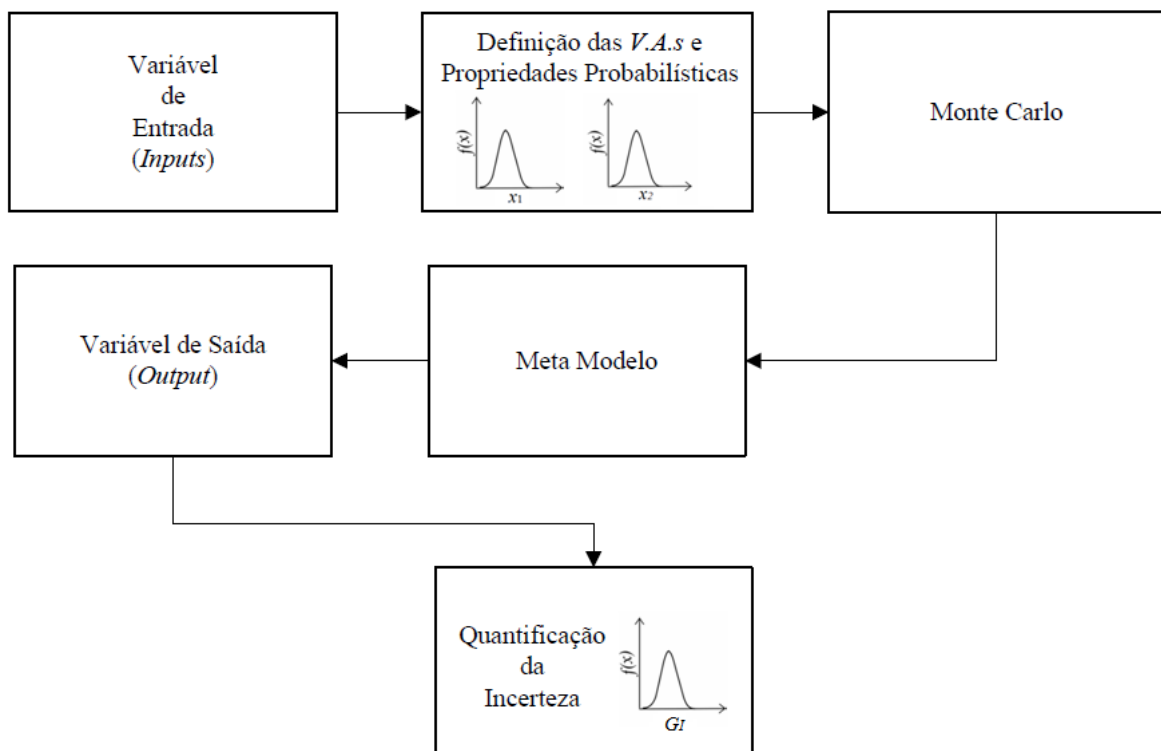 Variável
de
Entrada
(Inputs)
Definição das V.A.s e
Propriedades Probabilísticas
f(x)
x1
f(x)
x2
Monte Carlo
Variável de Saída
(Output)
Meta Modelo
Quantificação
da
Incerteza
f(x)
GI